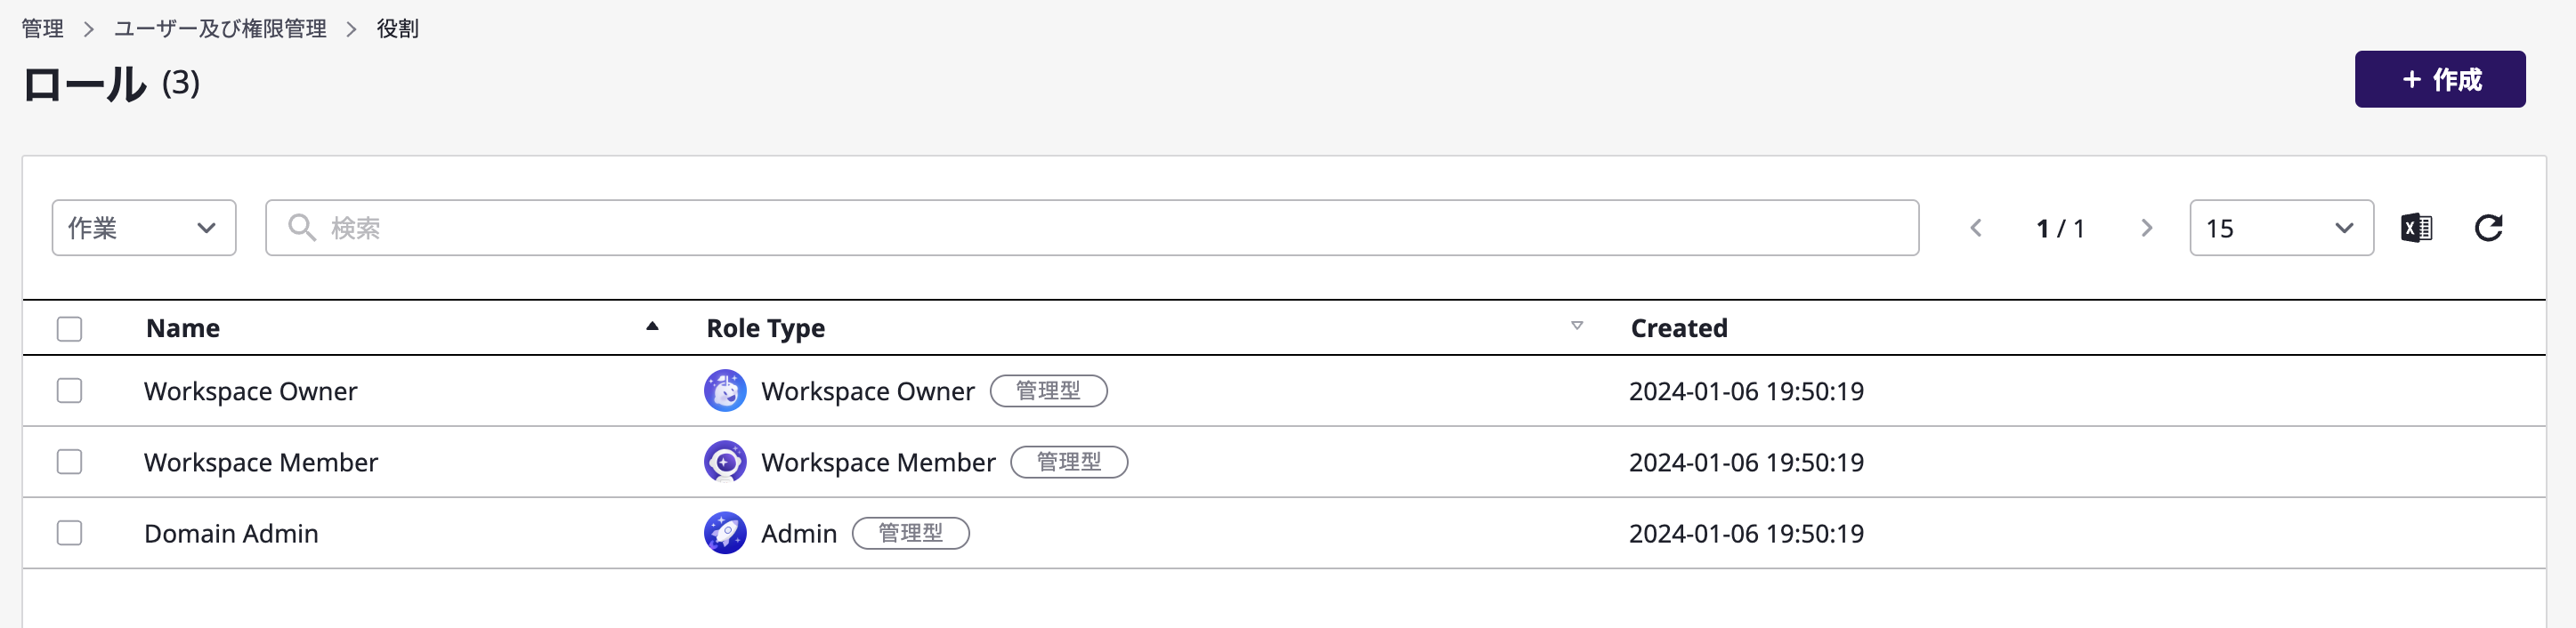 管理 > ユーザー及び権限管理 > 役割
ロール (3)
+ 作成
作業 検索 1 / 1 15
Name Role Type Created
Workspace Owner Workspace Owner 管理型 2024-01-06 19:50:19
Workspace Member Workspace Member 管理型 2024-01-06 19:50:19
Domain Admin Admin 管理型 2024-01-06 19:50:19